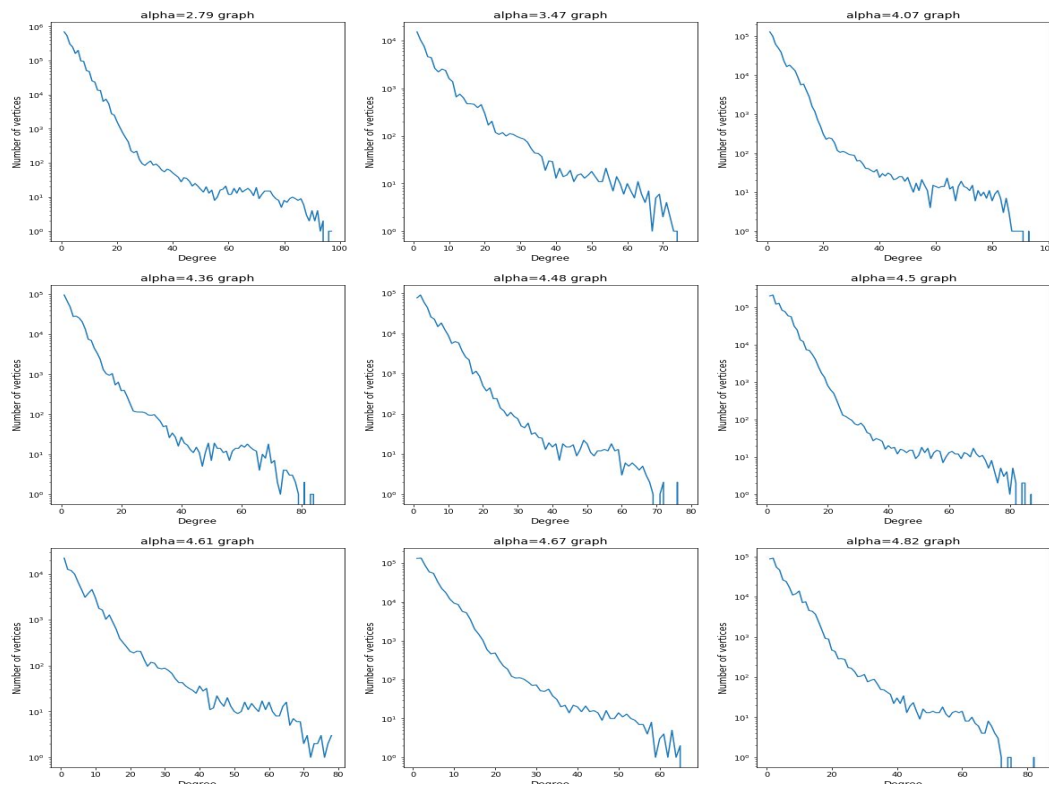 alpha=2.79 graph
Number of vertices
10⁶
10⁵
10⁴
10³
10²
10¹
10⁰
0 20 40 60 80 100
Degree
alpha=3.47 graph
Number of vertices
10⁴
10³
10²
10¹
10⁰
0 10 20 30 40 50 60 70
Degree
alpha=4.07 graph
Number of vertices
10⁵
10⁴
10³
10²
10¹
10⁰
0 20 40 60 80 100
Degree
alpha=4.36 graph
Number of vertices
10⁵
10⁴
10³
10²
10¹
10⁰
0 20 40 60 80
Degree
alpha=4.48 graph
Number of vertices
10⁵
10⁴
10³
10²
10¹
10⁰
0 10 20 30 40 50 60 70 80
Degree
alpha=4.5 graph
Number of vertices
10⁵
10⁴
10³
10²
10¹
10⁰
0 20 40 60 80
Degree
alpha=4.61 graph
Number of vertices
10⁴
10³
10²
10¹
10⁰
0 10 20 30 40 50 60 70 80
Degree
alpha=4.67 graph
Number of vertices
10⁵
10⁴
10³
10²
10¹
10⁰
0 10 20 30 40 50 60
Degree
alpha=4.82 graph
Number of vertices
10⁵
10⁴
10³
10²
10¹
10⁰
0 20 40 60 80
Degree